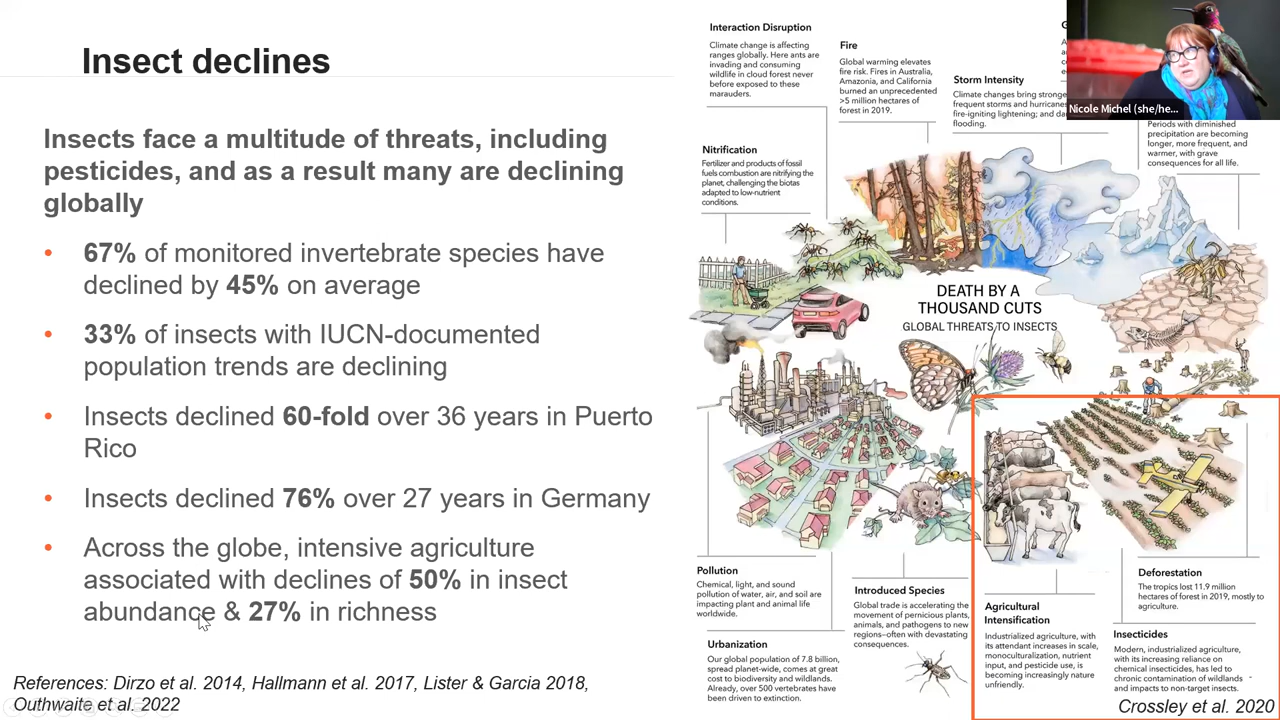 Insect declines
Insects face a multitude of threats, including
pesticides, and as a result many are declining
globally
• 67% of monitored invertebrate species have
declined by 45% on average
• 33% of insects with IUCN-documented
population trends are declining
• Insects declined 60-fold over 36 years in Puerto
Rico
• Insects declined 76% over 27 years in Germany
• Across the globe, intensive agriculture
associated with declines of 50% in insect
abundance & 27% in richness
References: Dirzo et al. 2014, Hallmann et al. 2017, Lister & Garcia 2018,
Outhwaite et al. 2022
Interaction Disruption
Climate change is affecting
ranges globally. Here ants are
invading and consuming
wildlife in cloud forest never
before exposed to these
marauders.
Fire
Global warming elevates
fire risk. Fires in Australia,
Amazonia, and California
burned an unprecedented
>5 million hectares of
forest in 2019.
Storm Intensity
Climate changes bring stronge
frequent storms and hurricane
fire-igniting lightening; and da
flooding.
Nicole Michel (she/he...
Periods with diminished
precipitation are becoming
longer, more frequent, and
warmer, with grave
consequences for all life.
Nitrification
Fertilizer and products of fossil
fuels combustion are nitrifying the
planet, challenging the biotas
adapted to low-nutrient
conditions.
DEATH BY A
THOUSAND CUTS
GLOBAL THREATS TO INSECTS
Pollution
Chemical, light, and sound
pollution of water, air, and soil are
impacting plant and animal life
worldwide.
Urbanization
Our global population of 7.8 billion,
spread planet-wide, comes at great
cost to biodiversity and wildlands.
Already, over 500 vertebrates have
been driven to extinction.
Introduced Species
Global trade is accelerating the
movement of pernicious plants,
animals, and pathogens to new
regions—often with devastating
consequences.
Agricultural
Intensification
Industrialized agriculture, with
its attendant increases in scale,
monoculturalization, nutrient
input, and pesticide use, is
becoming increasingly nature
unfriendly.
Deforestation
The tropics lost 11.9 million
hectares of forest in 2019, mostly to
agriculture.
Insecticides
Modern, industrialized agriculture,
with its increasing reliance on
chemical insecticides, has led to
chronic contamination of wildlands
and impacts to non-target insects.
Crossley et al. 2020